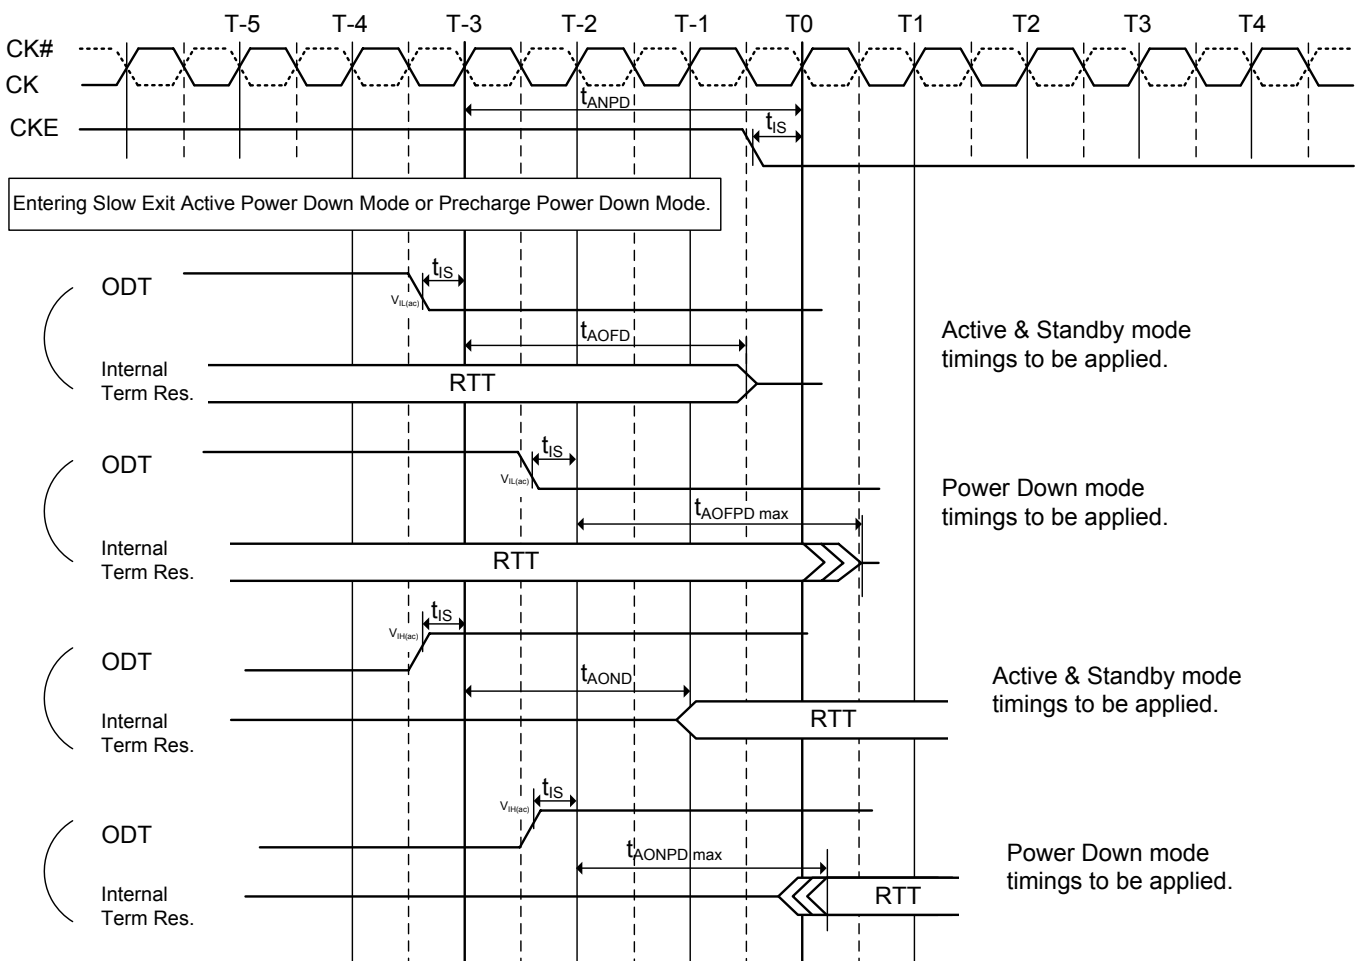 T-5 T-4 T-3 T-2 T-1 T0 T1 T2 T3 T4
CK#
CK
tANPD
CKE
tIS
Entering Slow Exit Active Power Down Mode or Precharge Power Down Mode.
ODT
tIS
VIL(ac)
tAOFD
Internal
Term Res.
RTT
Active & Standby mode
timings to be applied.
ODT
tIS
VIL(ac)
tAOFPD max
Internal
Term Res.
RTT
Power Down mode
timings to be applied.
ODT
tIS
VIH(ac)
tAOND
Internal
Term Res.
RTT
Active & Standby mode
timings to be applied.
ODT
tIS
VIH(ac)
tAONPD max
Internal
Term Res.
RTT
Power Down mode
timings to be applied.